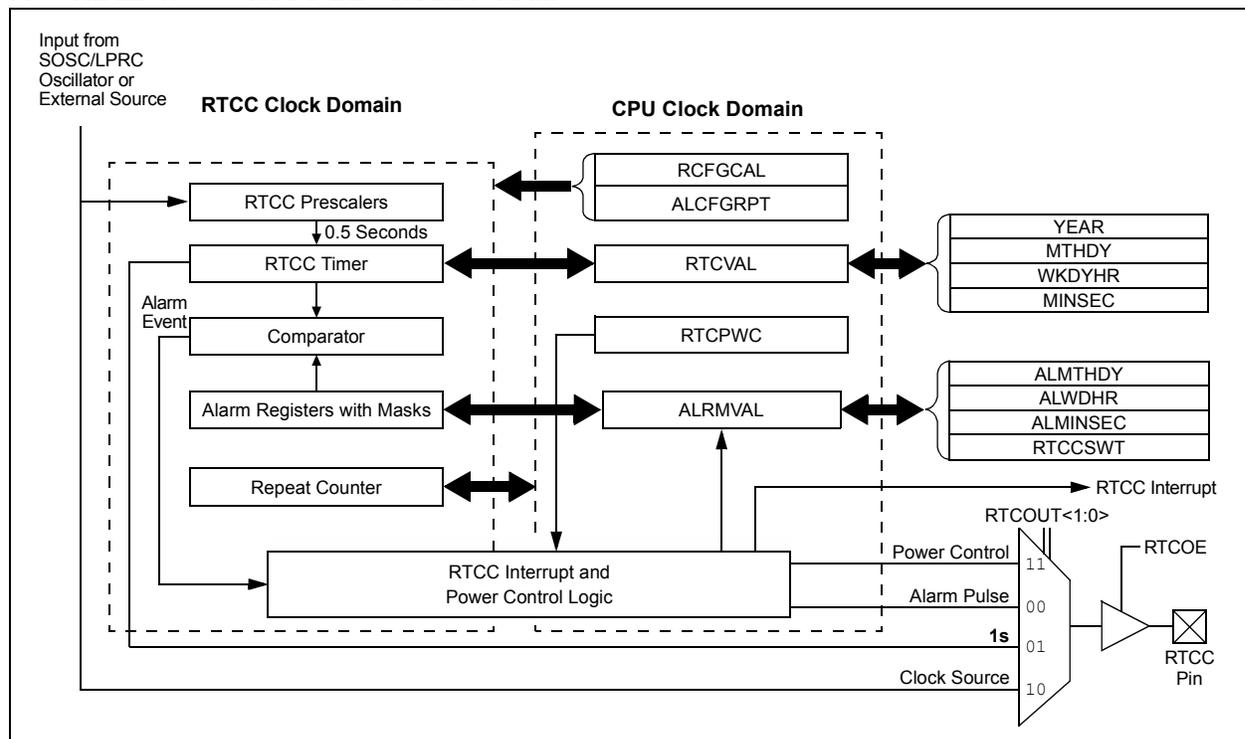 Input from
SOSC/LPRC
Oscillator or
External Source
RTCC Clock Domain
CPU Clock Domain
RCFGCAL
ALCFGRPT
RTCC Prescalers
0.5 Seconds
YEAR
MTHDY
WKDYHR
MINSEC
RTCC Timer
RTCVAL
Alarm
Event
Comparator
RTCPWC
ALMTHDY
ALWDHR
ALMINSEC
RTCCSWT
Alarm Registers with Masks
ALRMVAL
Repeat Counter
RTCC Interrupt
RTCOUT<1:0>
RTCC Interrupt and
Power Control Logic
Power Control
11
RTCOE
Alarm Pulse
00
1s
01
Clock Source
10
RTCC
Pin